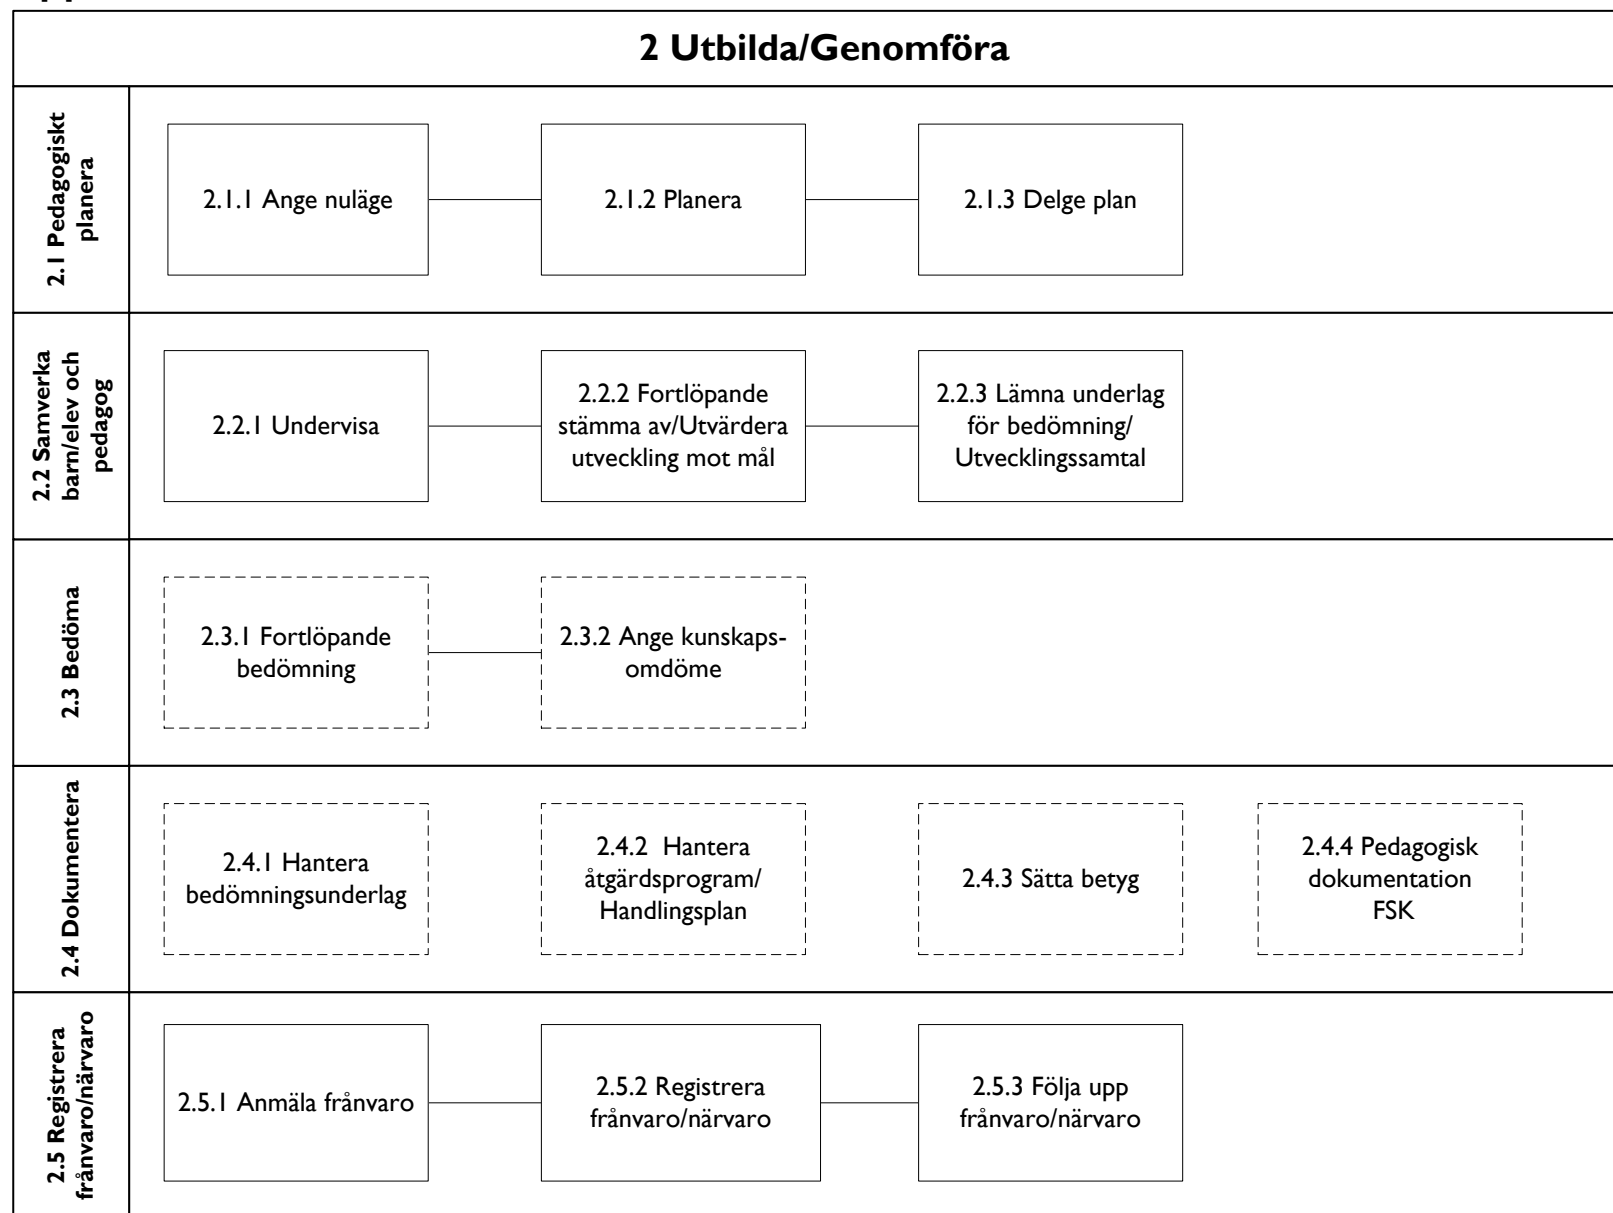 2 Utbilda/Genomföra
2.1 Pedagogiskt
planera
2.1.1 Ange nuläge
2.1.2 Planera
2.1.3 Delge plan
2.2 Samverka
barn/elev och
pedagog
2.2.1 Undervisa
2.2.2 Fortlöpande
stämma av/Utvärdera
utveckling mot mål
2.2.3 Lämna underlag
för bedömning/
Utvecklingssamtal
2.3 Bedöma
2.3.1 Fortlöpande
bedömning
2.3.2 Ange kunskaps-
omdöme
2.4 Dokumentera
2.4.1 Hantera
bedömningsunderlag
2.4.2 Hantera
åtgärdsprogram/
Handlingsplan
2.4.3 Sätta betyg
2.4.4 Pedagogisk
dokumentation
FSK
2.5 Registrera
frånvaro/närvaro
2.5.1 Anmäla frånvaro
2.5.2 Registrera
frånvaro/närvaro
2.5.3 Följa upp
frånvaro/närvaro